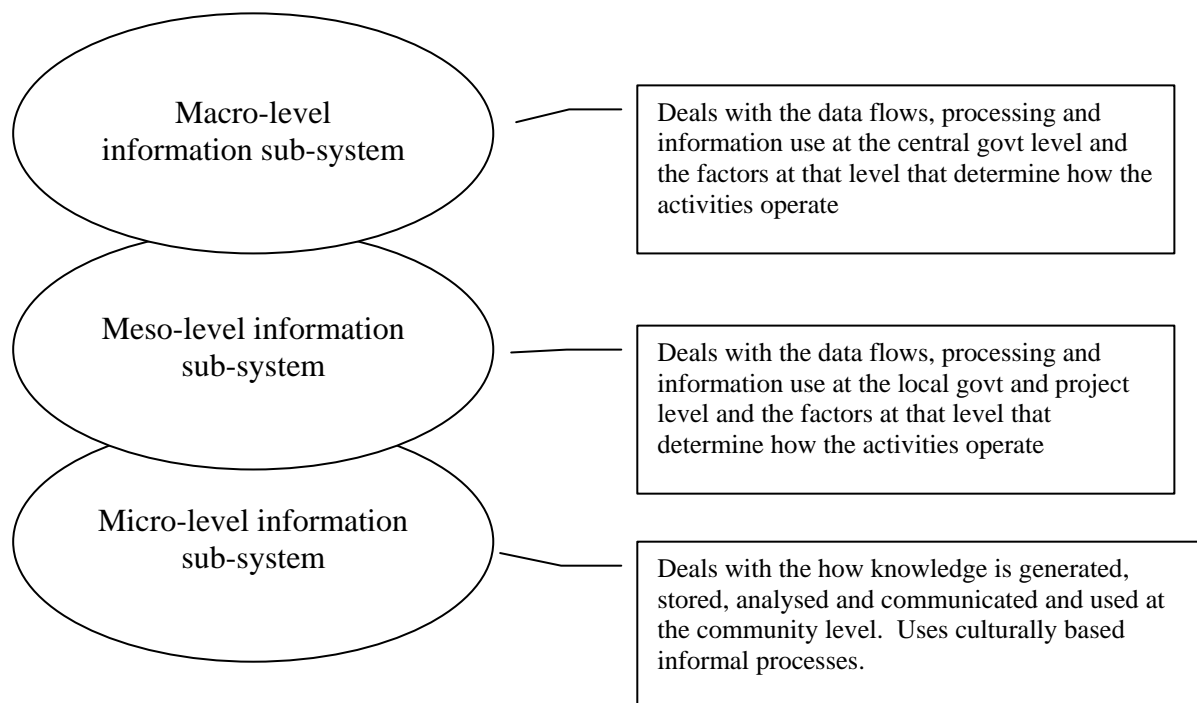 Macro-level
information sub-system
Deals with the data flows, processing and
information use at the central govt level and
the factors at that level that determine how the
activities operate
Meso-level information
sub-system
Deals with the data flows, processing and
information use at the local govt and project
level and the factors at that level that
determine how the activities operate
Micro-level information
sub-system
Deals with the how knowledge is generated,
stored, analysed and communicated and used at
the community level.  Uses culturally based
informal processes.